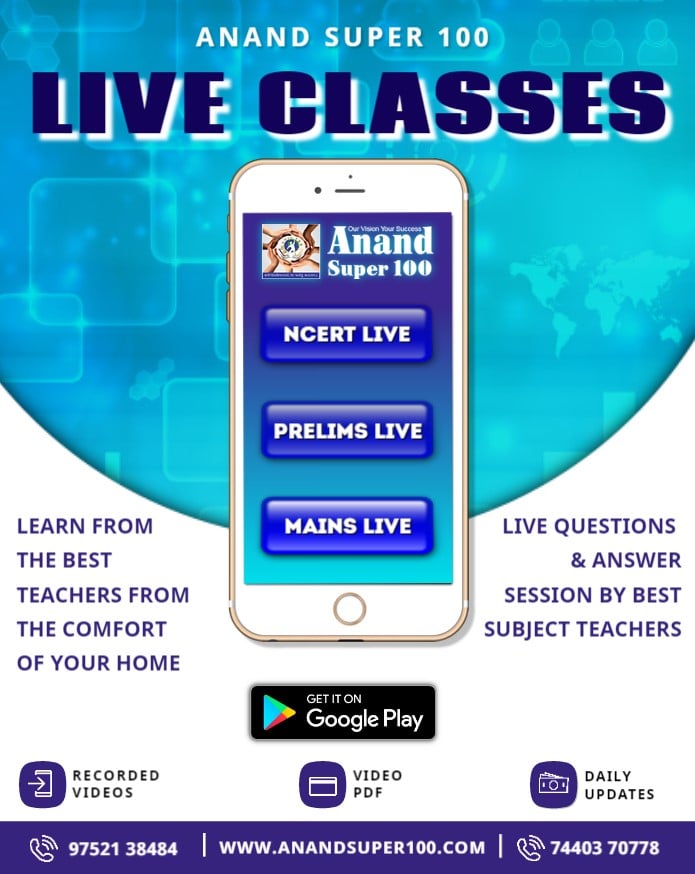 ANAND SUPER 100
LIVE CLASSES
Our Vision Your Success
Anand
Super 100
NCERT LIVE
PRELIMS LIVE
MAINS LIVE
LEARN FROM
THE BEST
TEACHERS FROM
THE COMFORT
OF YOUR HOME
LIVE QUESTIONS
& ANSWER
SESSION BY BEST
SUBJECT TEACHERS
GET IT ON
Google Play
RECORDED
VIDEOS
VIDEO
PDF
DAILY
UPDATES
97521 38484 | WWW.ANANDSUPER100.COM | 74403 70778